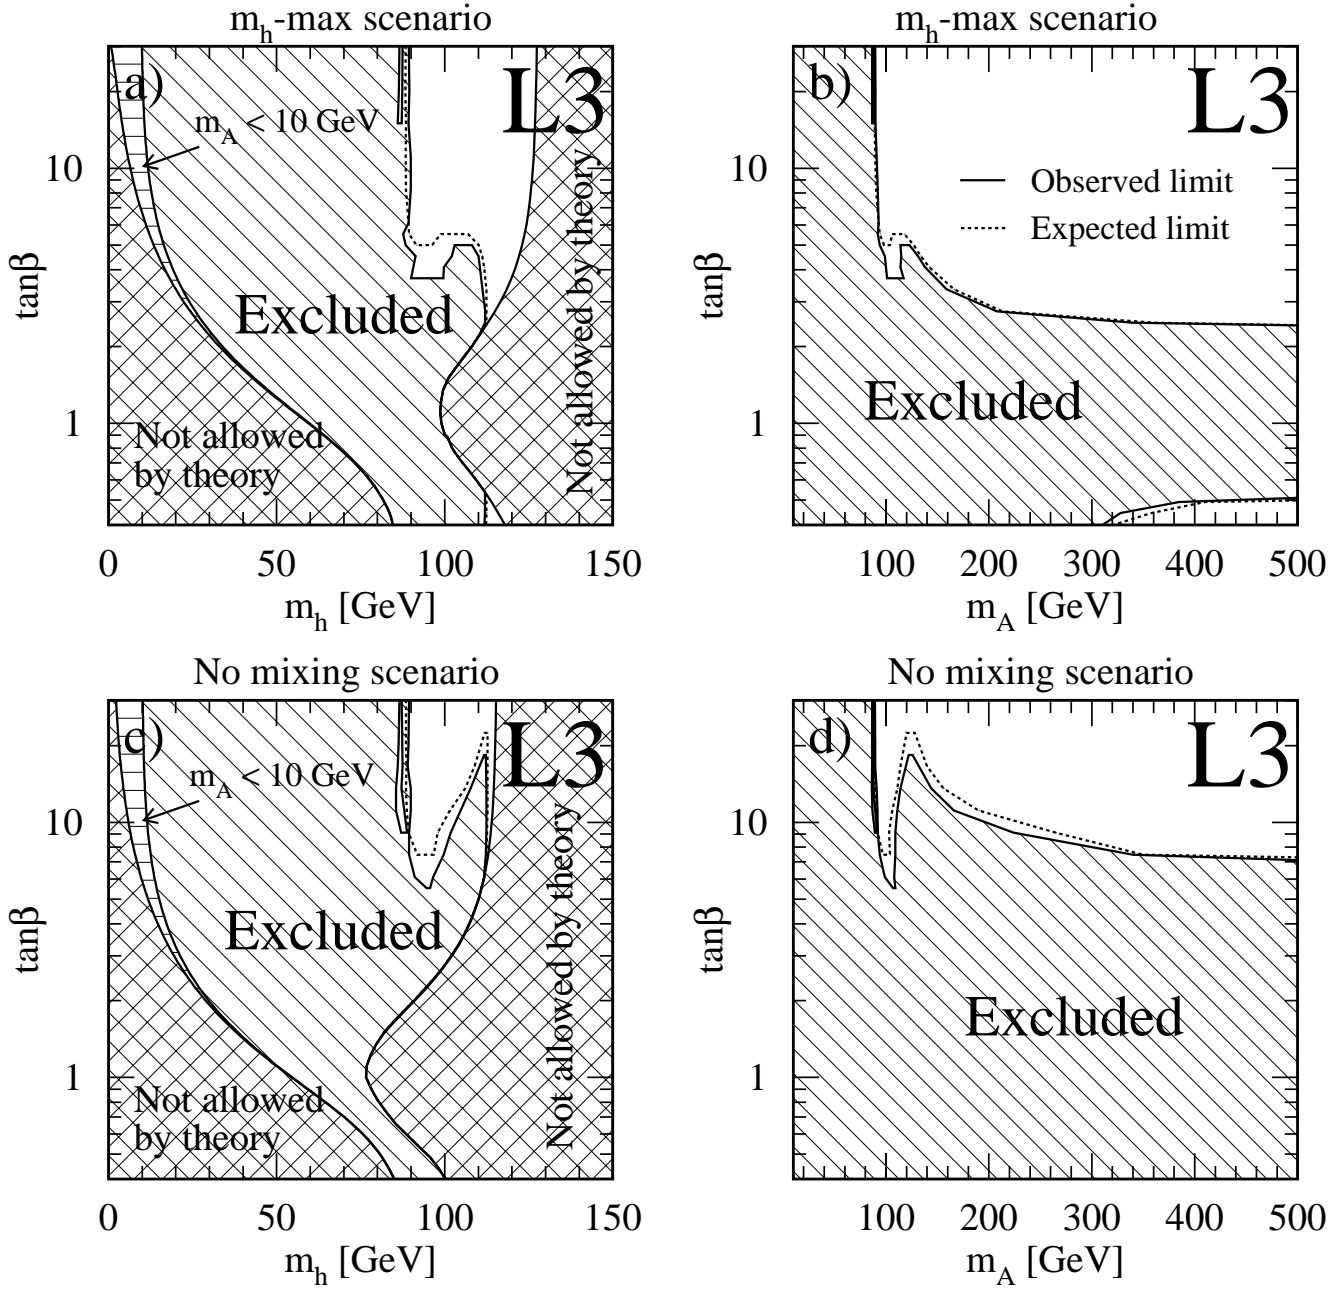 m_h-max scenario
a)
L3
m_A < 10 GeV
Excluded
Not allowed by theory
Not allowed
by theory
tanβ
10
1
0 50 100 150
m_h [GeV]
m_h-max scenario
b)
L3
Observed limit
Expected limit
Excluded
tanβ
10
1
100 200 300 400 500
m_A [GeV]
No mixing scenario
c)
L3
m_A < 10 GeV
Excluded
Not allowed by theory
Not allowed
by theory
tanβ
10
1
0 50 100 150
m_h [GeV]
No mixing scenario
d)
L3
Excluded
tanβ
10
1
100 200 300 400 500
m_A [GeV]